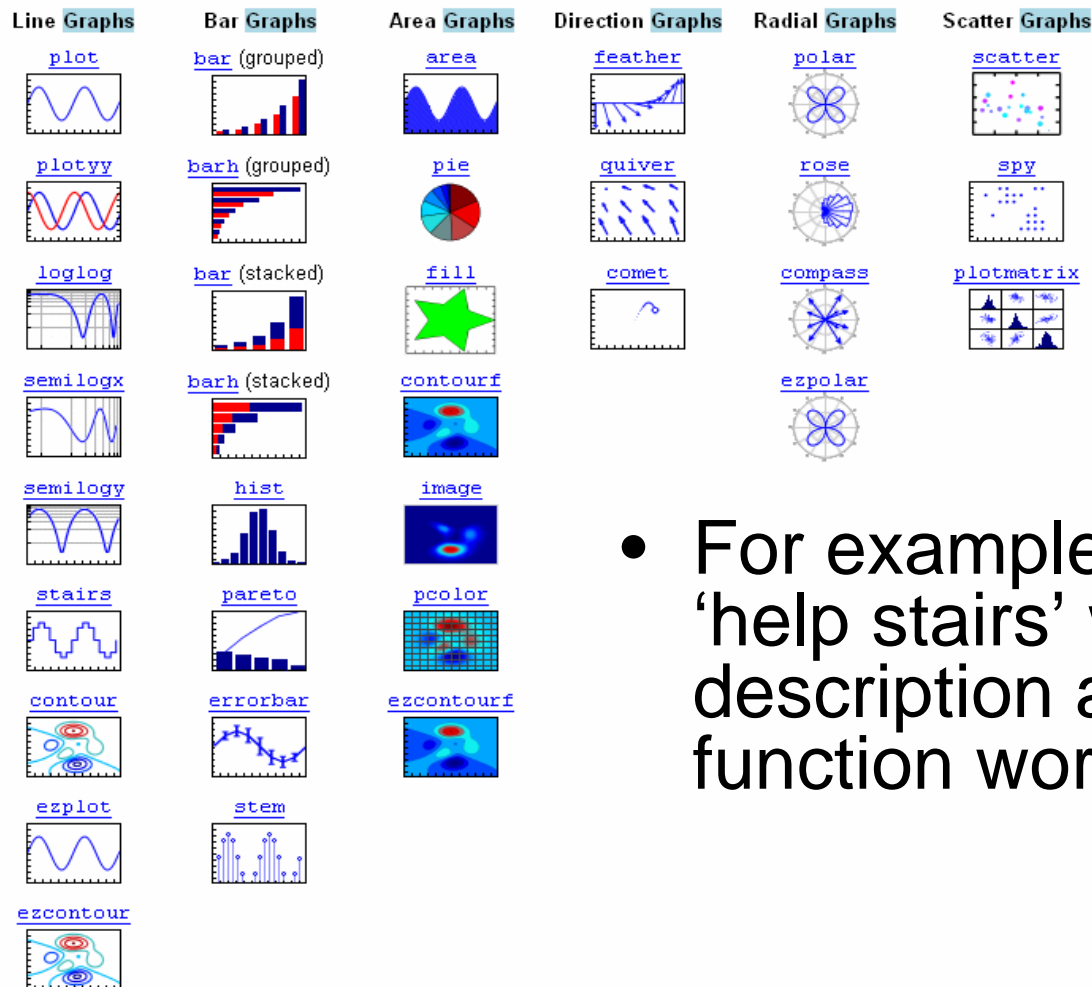 Line Graphs
Bar Graphs
Area Graphs
Direction Graphs
Radial Graphs
Scatter Graphs
plot
bar (grouped)
area
feather
polar
scatter
plotyy
barh (grouped)
pie
quiver
rose
spy
loglog
bar (stacked)
fill
comet
compass
plotmatrix
semilogx
barh (stacked)
contourf
ezpolar
semilogy
hist
image
stairs
pareto
pcolor
contour
errorbar
ezcontourf
ezplot
stem
ezcontour
• For example
‘help stairs’
description
function